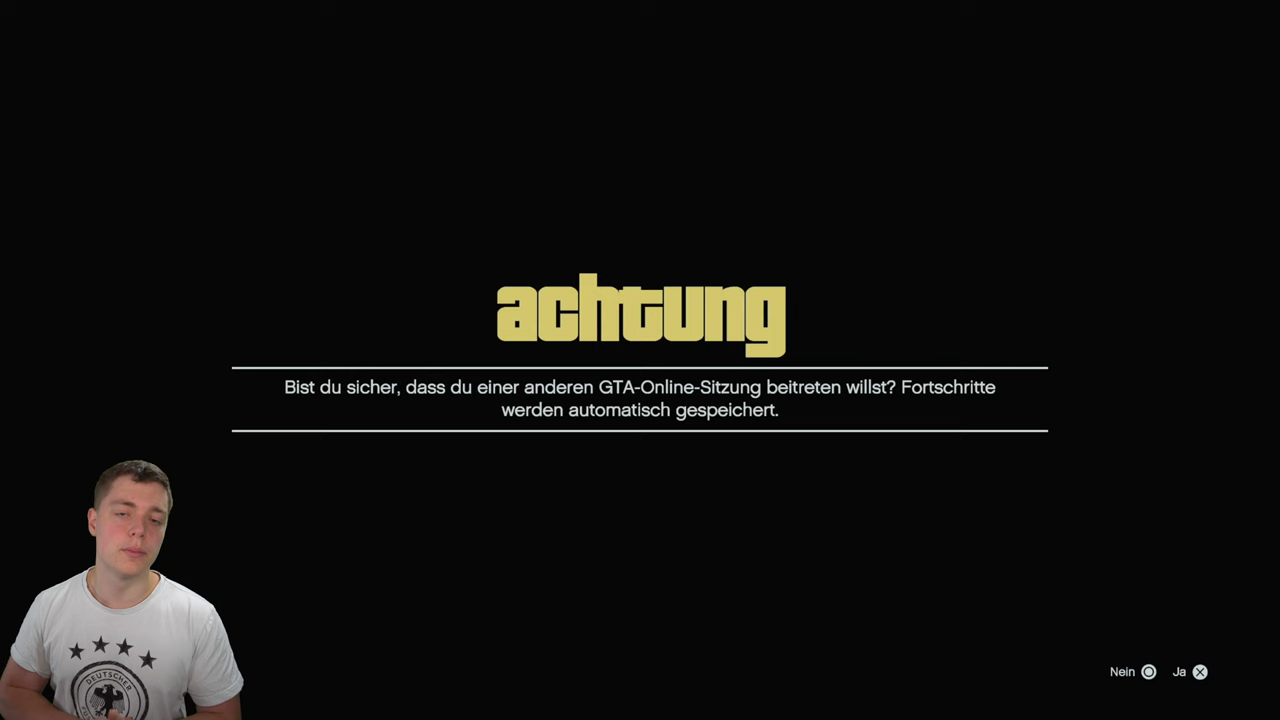 achtung
Bist du sicher, dass du einer anderen GTA-Online-Sitzung beitreten willst? Fortschritte
werden automatisch gespeichert.
DEUTSCHER
Nein Ja